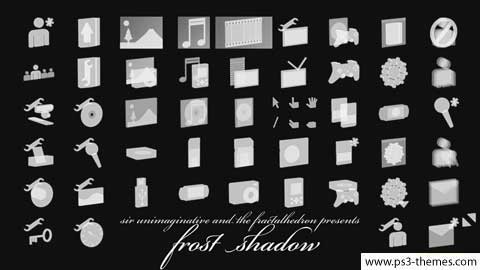 sir unimaginative and the fractalhedron presents
frost shadow
www.ps3-themes.com